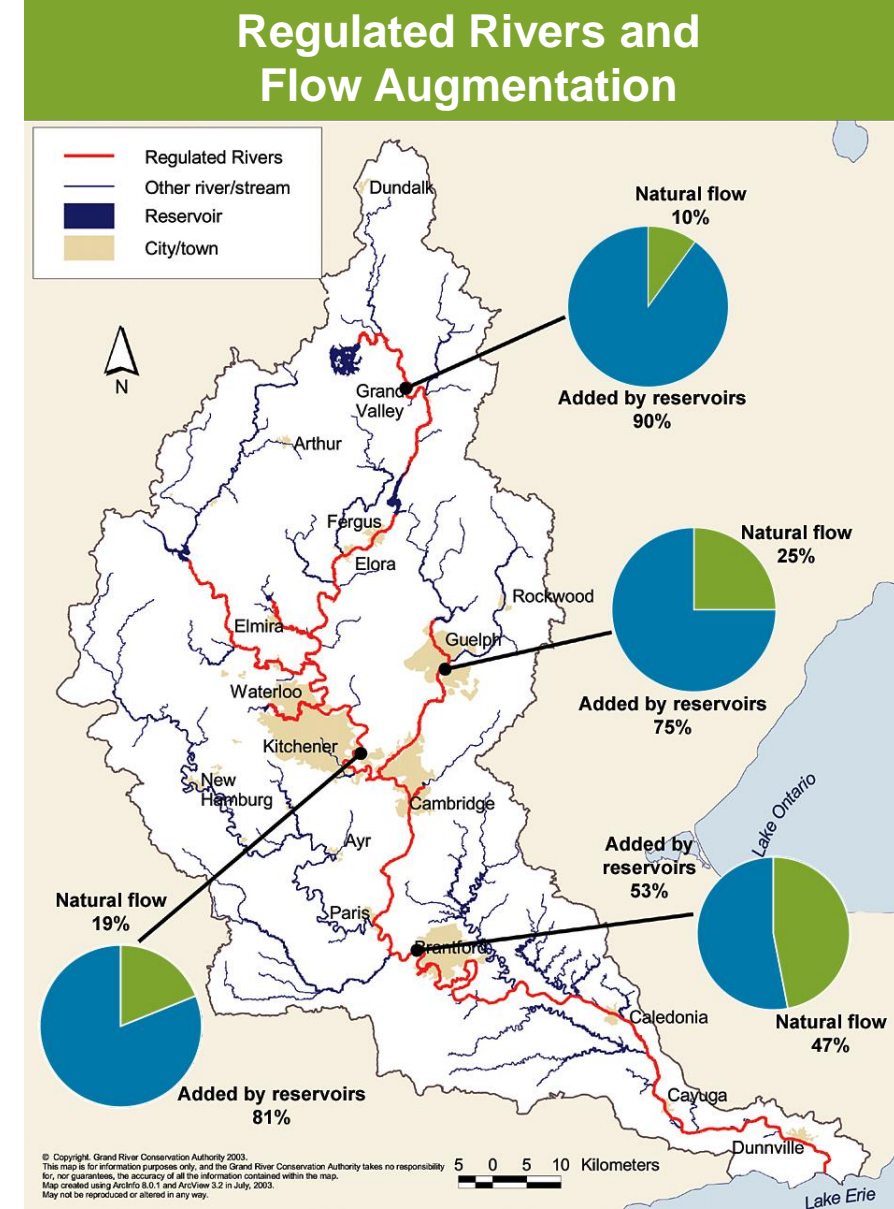 Regulated Rivers and
Flow Augmentation
Regulated Rivers
Other river/stream
Reservoir
City/town
N
Dundalk
Natural flow
10%
Added by reservoirs
90%
Grand
Valley
Arthur
Fergus
Elora
Natural flow
25%
Rockwood
Elmira
Guelph
Added by reservoirs
75%
Waterloo
Kitchener
New
Hamburg
Cambridge
Lake Ontario
Ayr
Added by
reservoirs
53%
Natural flow
19%
Paris
Brantford
Natural flow
47%
Caledonia
Added by reservoirs
81%
Cayuga
Dunnville
Lake Erie
© Copyright. Grand River Conservation Authority 2003.
This map is for information purposes only, and the Grand River Conservation Authority takes no responsibility
for, nor guarantees, the accuracy of all the information contained within the map.
Map created using ArcInfo 8.0.1 and ArcView 3.2 in July, 2003.
May not be reproduced or altered in any way.
5 0 5 10 Kilometers